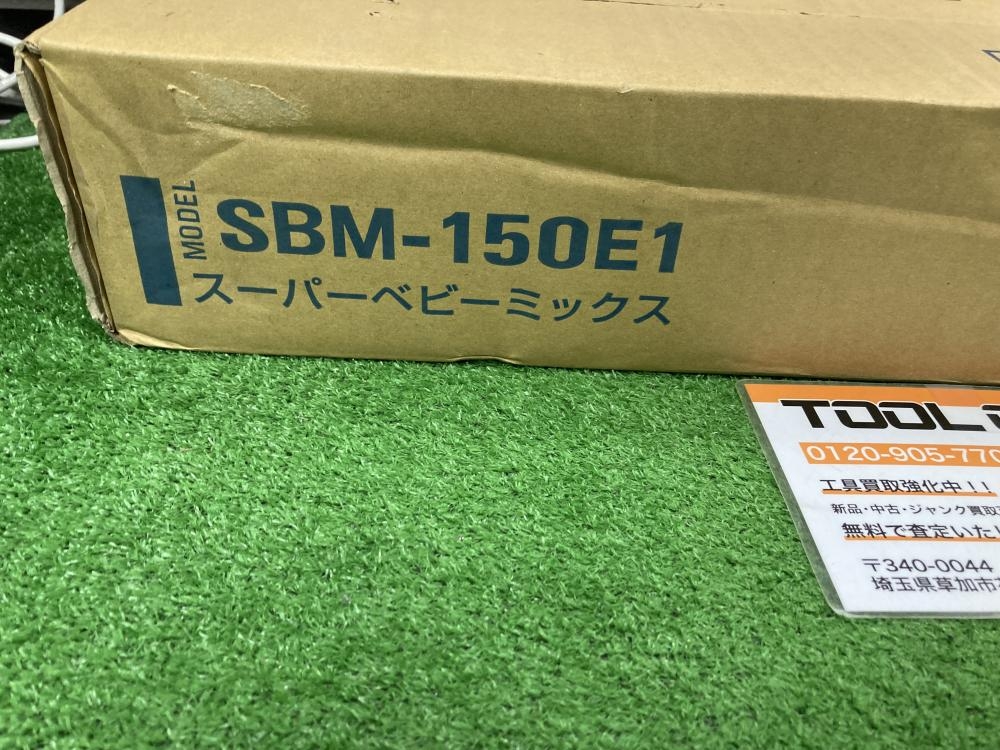 MODEL
SBM-150E1
スーパーベビーミックス
TOOL
0120-905-770
工具買取強化中!!
新品・中古・ジャンク買取
無料で査定いたし
〒340-0044
埼玉県草加市